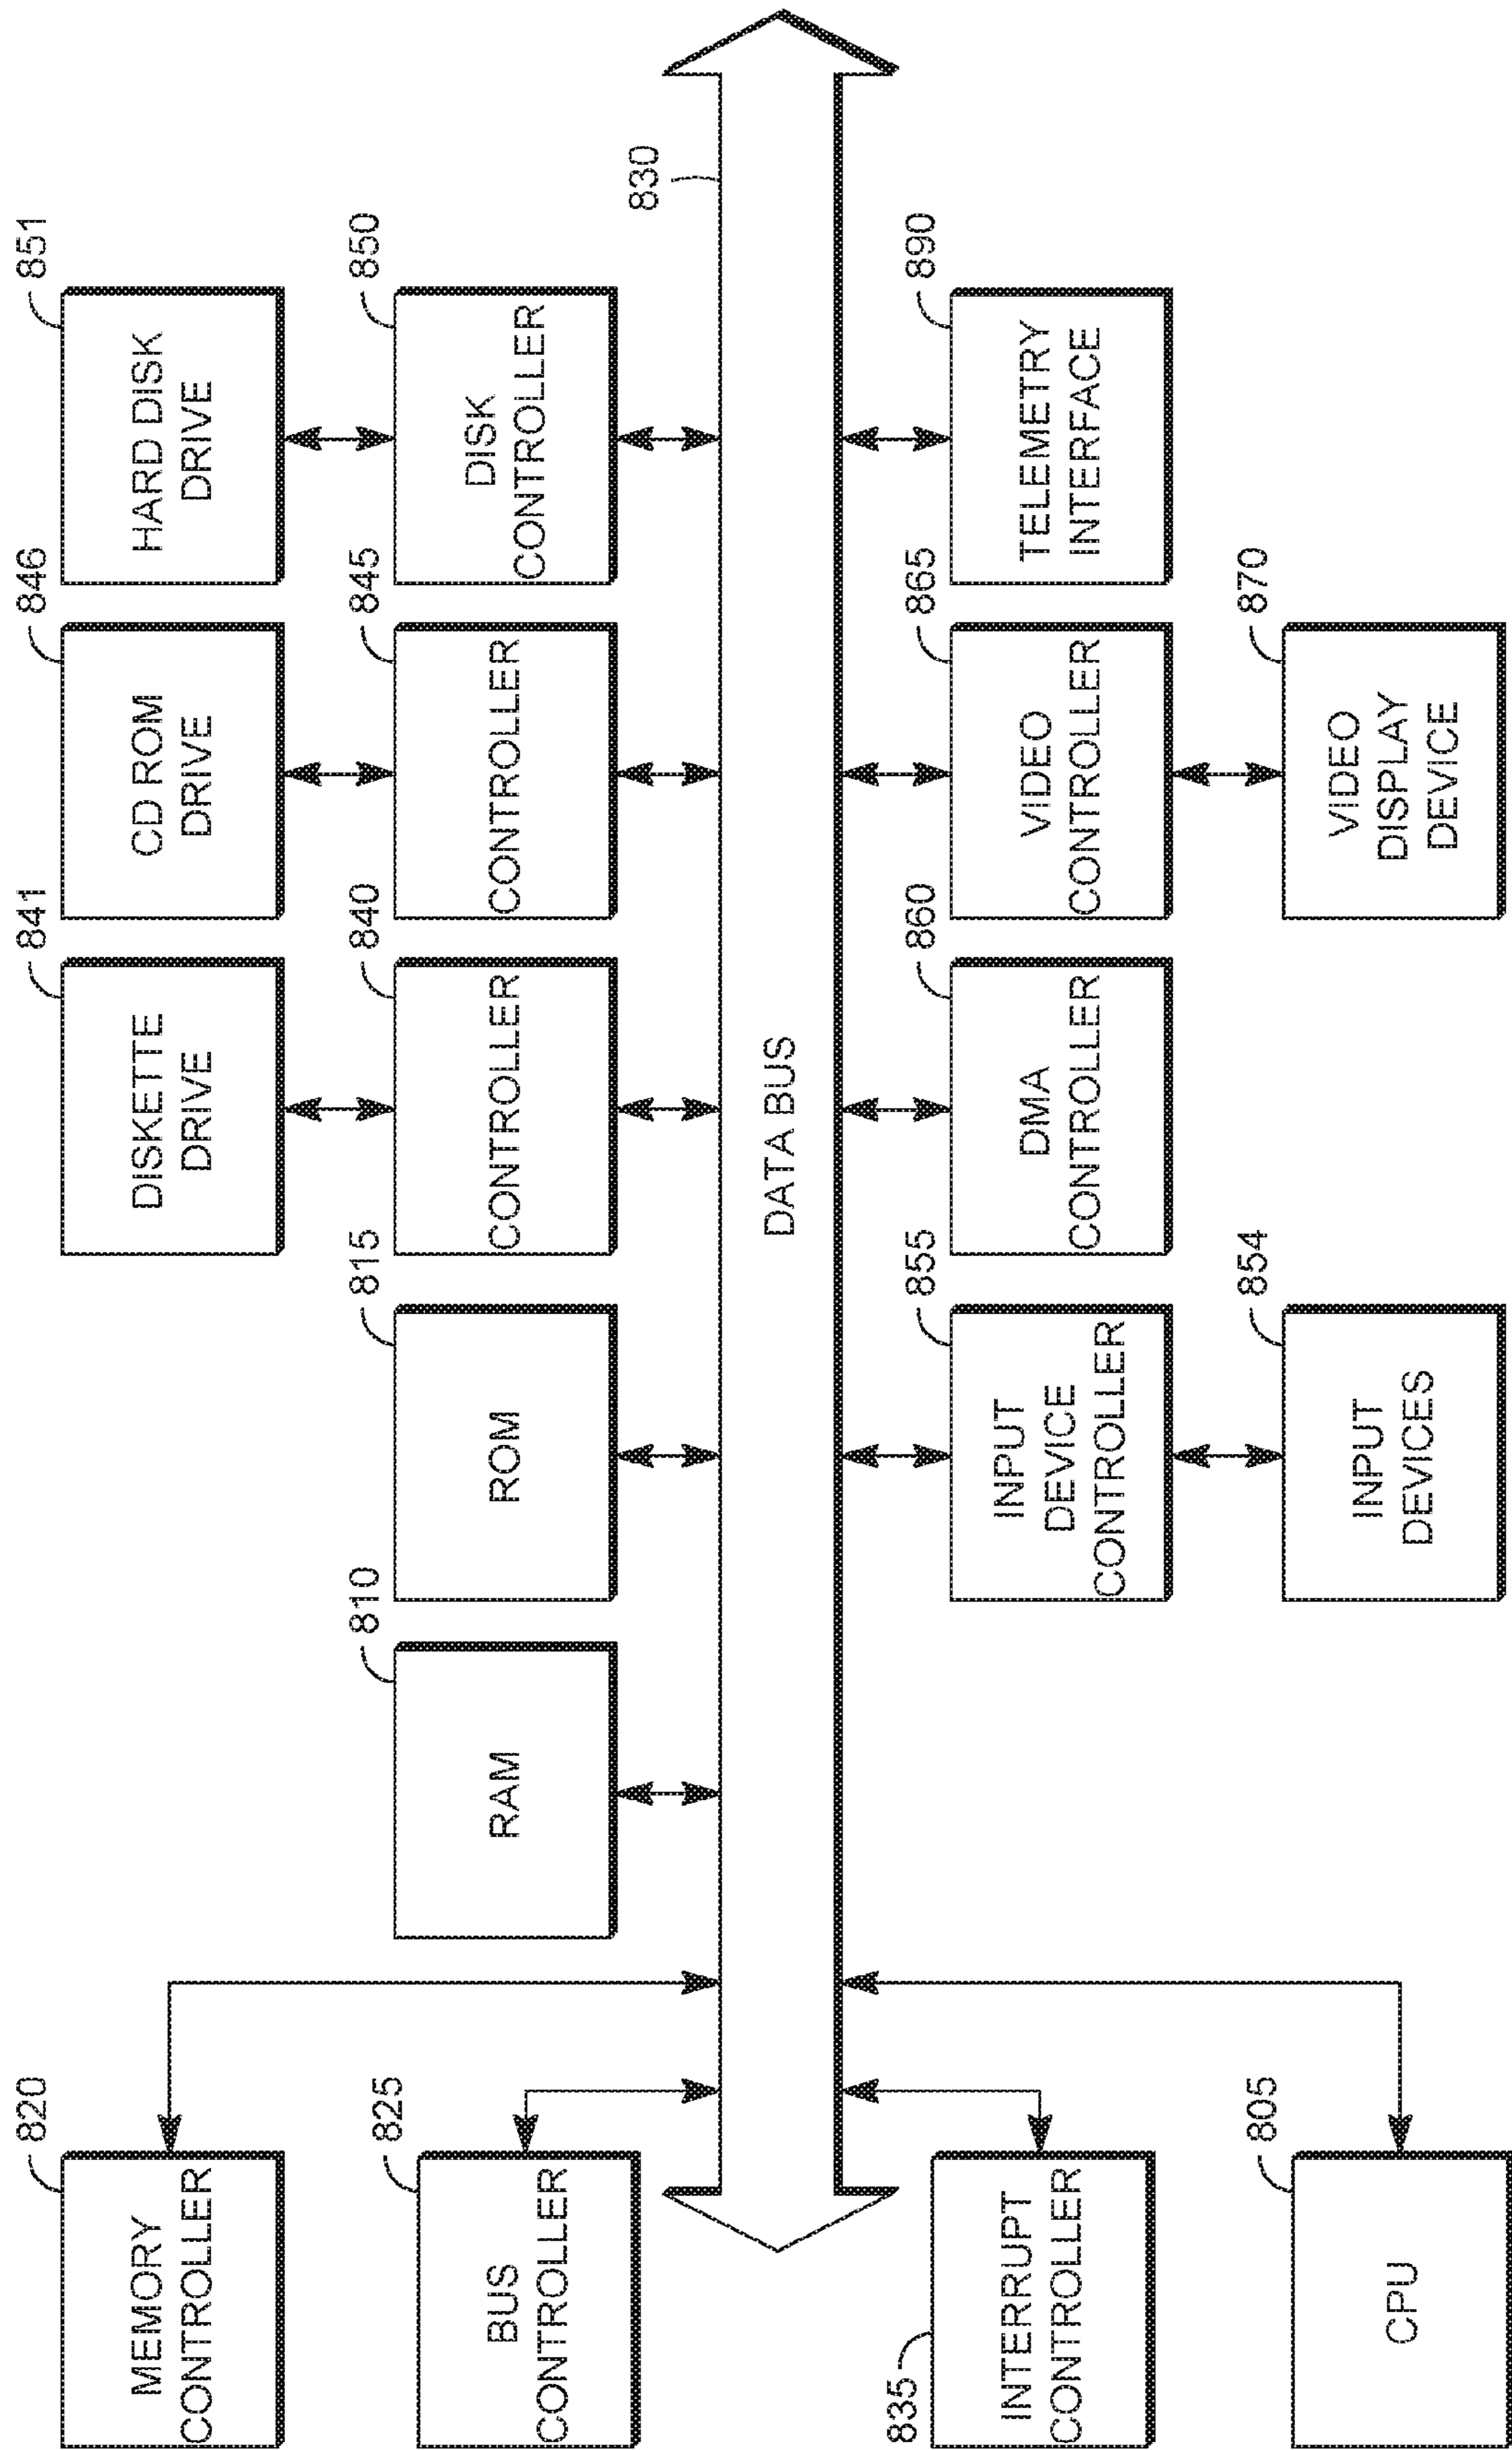 820
MEMORY
CONTROLLER
825
BUS
CONTROLLER
835
INTERRUPT
CONTROLLER
805
CPU
810
RAM
815
ROM
841
DISKETTE
DRIVE
840
CONTROLLER
846
CD ROM
DRIVE
845
CONTROLLER
851
HARD DISK
DRIVE
850
DISK
CONTROLLER
830
DATA BUS
855
INPUT
DEVICE
CONTROLLER
854
INPUT
DEVICES
860
DMA
CONTROLLER
865
VIDEO
CONTROLLER
870
VIDEO
DISPLAY
DEVICE
890
TELEMETRY
INTERFACE